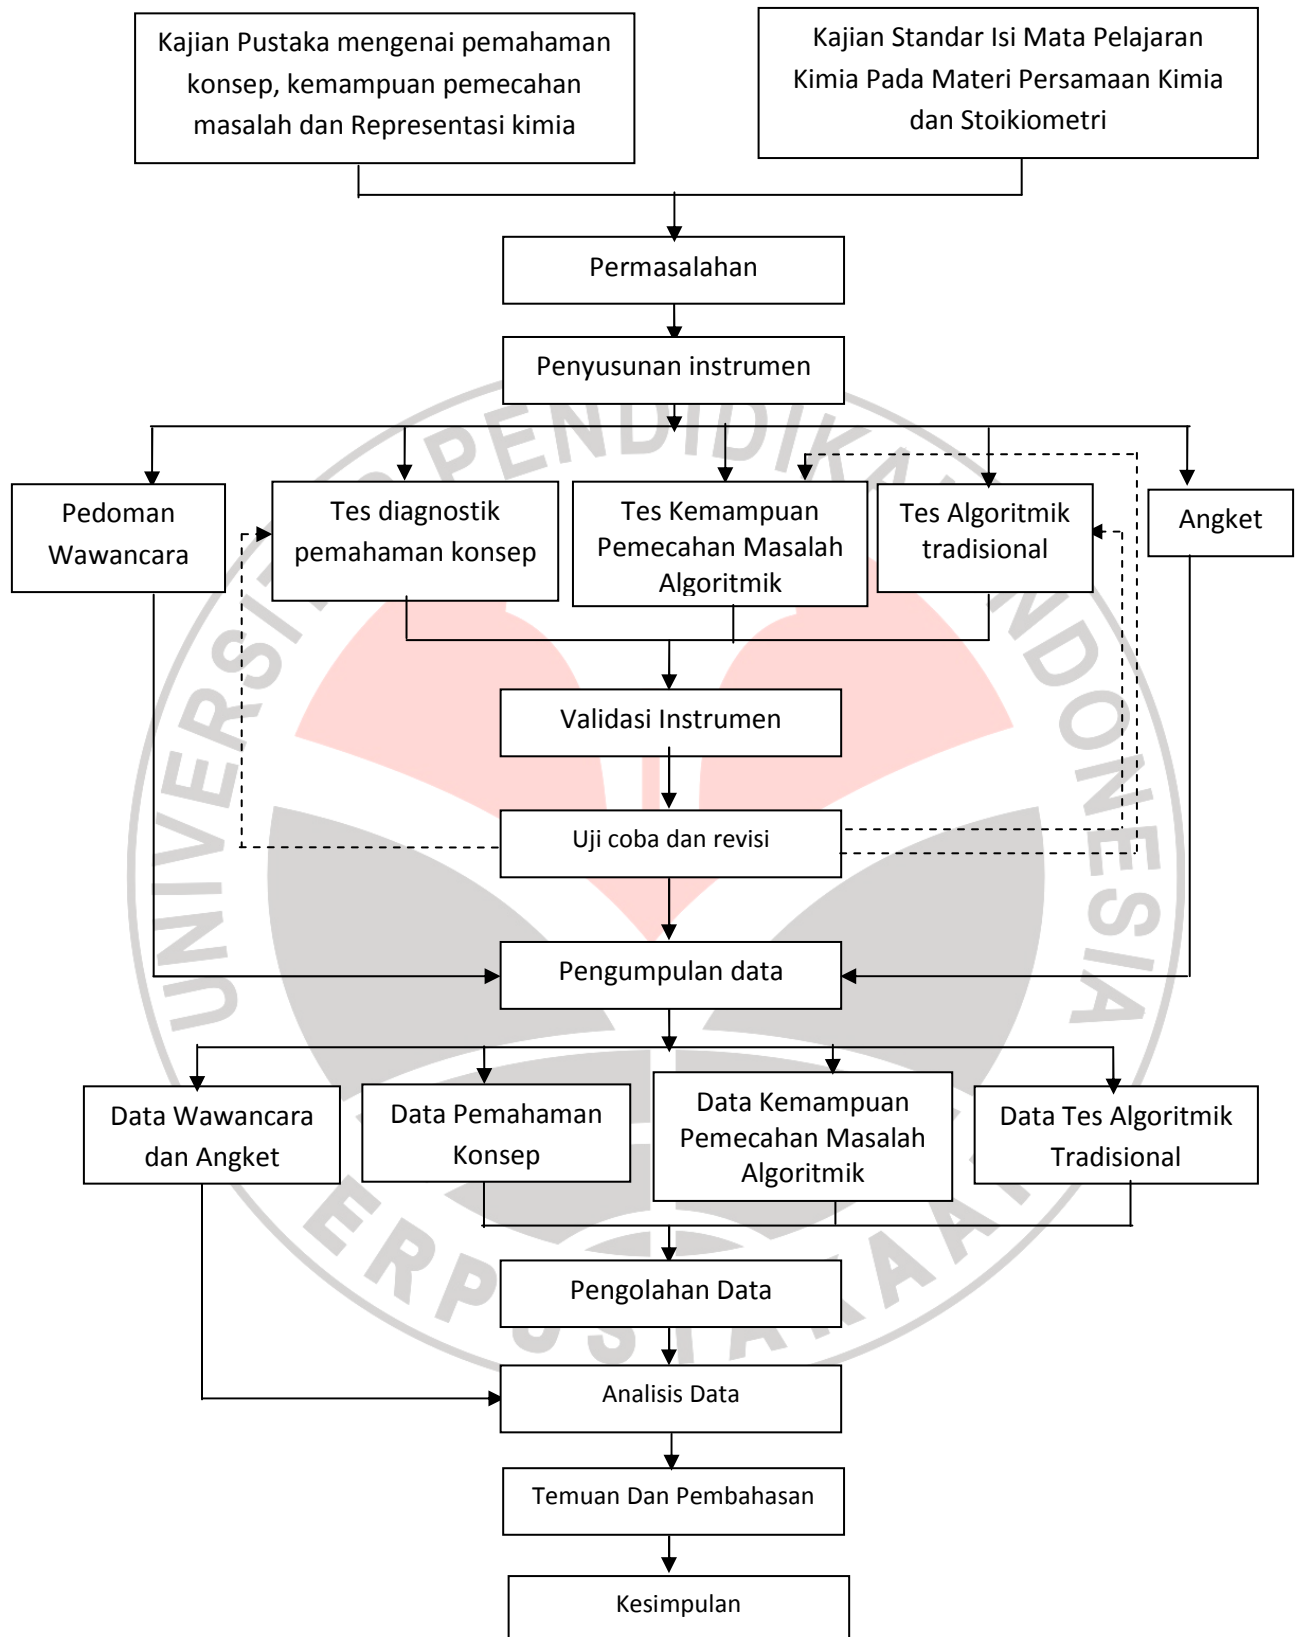 Kajian Pustaka mengenai pemahaman
konsep, kemampuan pemecahan
masalah dan Representasi kimia
Kajian Standar Isi Mata Pelajaran
Kimia Pada Materi Persamaan Kimia
dan Stoikiometri
Permasalahan
Penyusunan instrumen
Pedoman
Wawancara
Tes diagnostik
pemahaman konsep
Tes Kemampuan
Pemecahan Masalah
Algoritmik
Tes Algoritmik
tradisional
Angket
Validasi Instrumen
Uji coba dan revisi
Pengumpulan data
Data Wawancara
dan Angket
Data Pemahaman
Konsep
Data Kemampuan
Pemecahan Masalah
Algoritmik
Data Tes Algoritmik
Tradisional
Pengolahan Data
Analisis Data
Temuan Dan Pembahasan
Kesimpulan